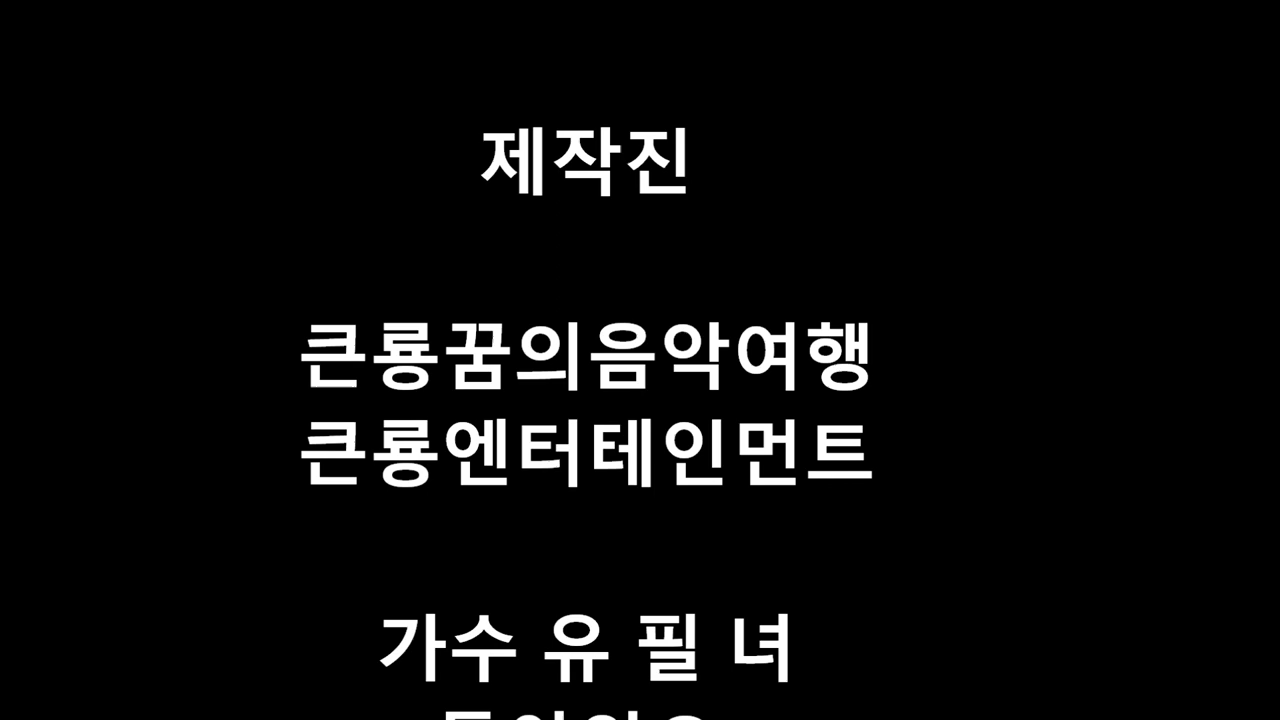 제작진
큰룡꿈의음악여행
큰룡엔터테인먼트
가수 유 필 녀